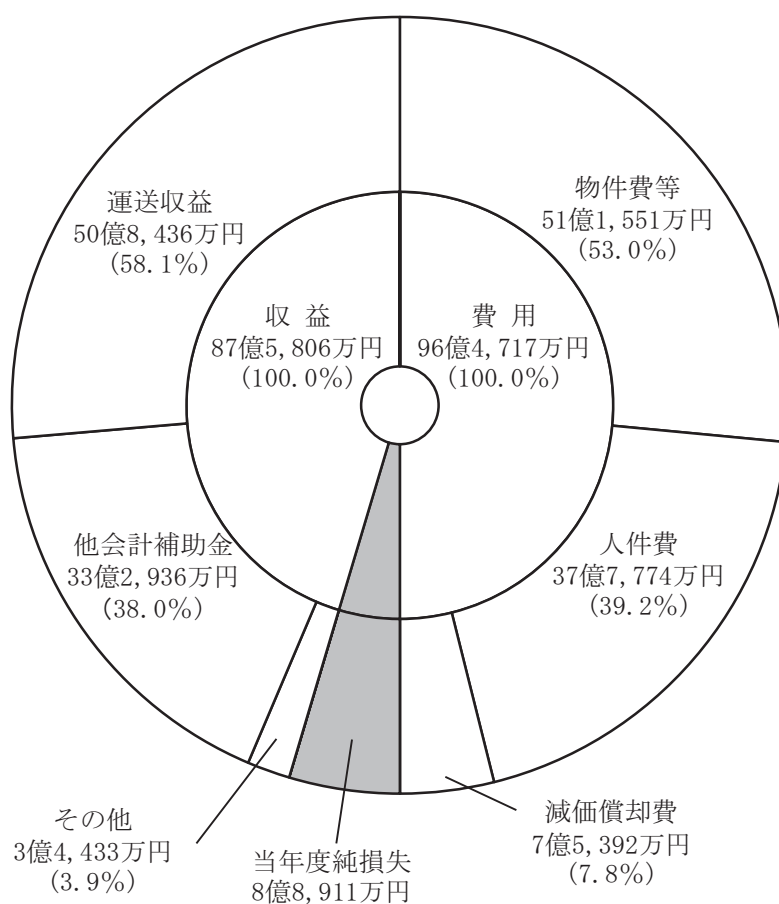 運送収益
50億8,436万円
(58.1%)
物件費等
51億1,551万円
(53.0%)
収 益
87億5,806万円
(100.0%)
費 用
96億4,717万円
(100.0%)
他会計補助金
33億2,936万円
(38.0%)
人件費
37億7,774万円
(39.2%)
その他
3億4,433万円
(3.9%)
当年度純損失
8億8,911万円
減価償却費
7億5,392万円
(7.8%)